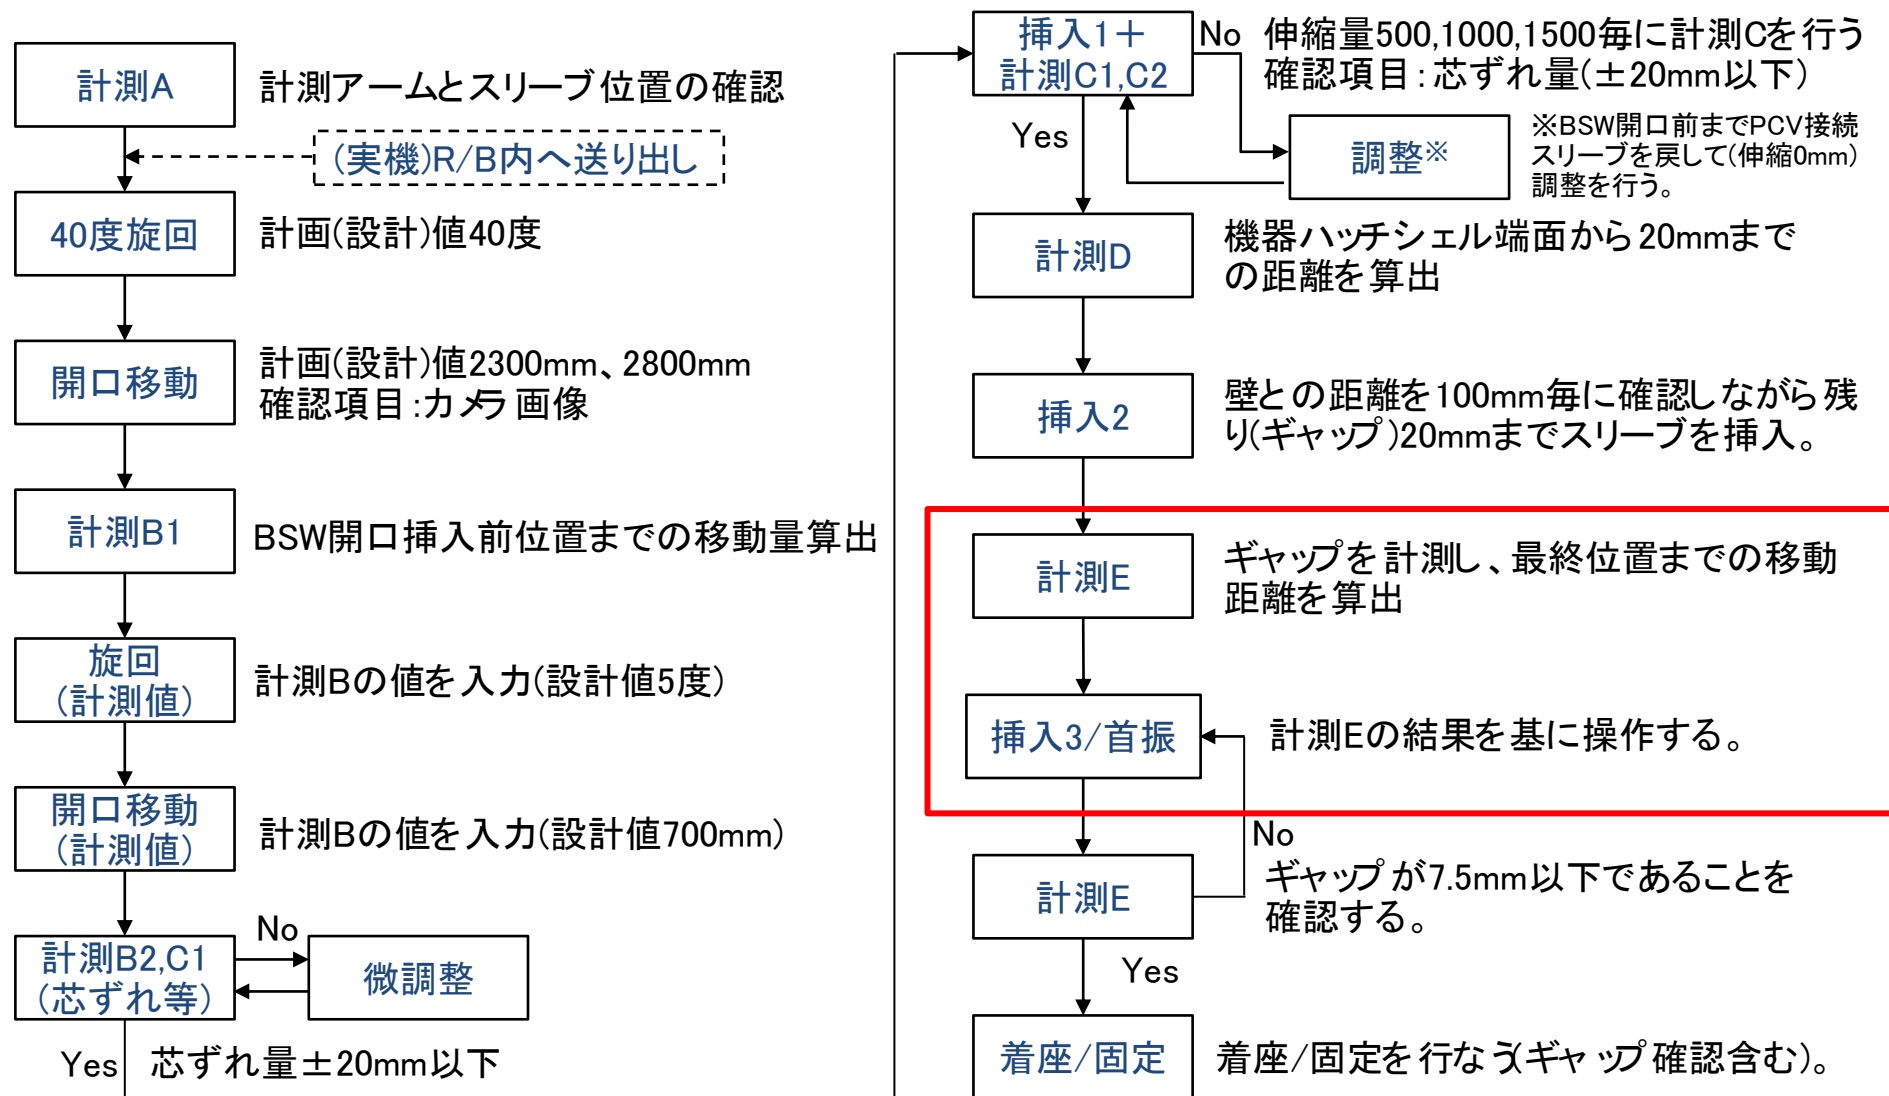 計測A
計測アームとスリーブ位置の確認
(実機)R/B内へ送り出し
40度旋回
計画(設計)値40度
開口移動
計画(設計)値2300mm、2800mm
確認項目:カメラ画像
計測B1
BSW開口挿入前位置までの移動量算出
旋回
(計測値)
計測Bの値を入力(設計値5度)
開口移動
(計測値)
計測Bの値を入力(設計値700mm)
計測B2,C1
(芯ずれ等)
No
微調整
Yes
芯ずれ量±20mm以下
挿入1+
計測C1,C2
No
伸縮量500,1000,1500毎に計測Cを行う
確認項目:芯ずれ量(±20mm以下)
Yes
調整※
※BSW開口前までPCV接続
スリーブを戻して(伸縮0mm)
調整を行う。
計測D
機器ハッチシェル端面から20mmまで
の距離を算出
挿入2
壁との距離を100mm毎に確認しながら残
り(ギャップ)20mmまでスリーブを挿入。
計測E
ギャップを計測し、最終位置までの移動
距離を算出
挿入3/首振
計測Eの結果を基に操作する。
No
計測E
ギャップが7.5mm以下であることを
確認する。
Yes
着座/固定
着座/固定を行なう(ギャップ確認含む)。